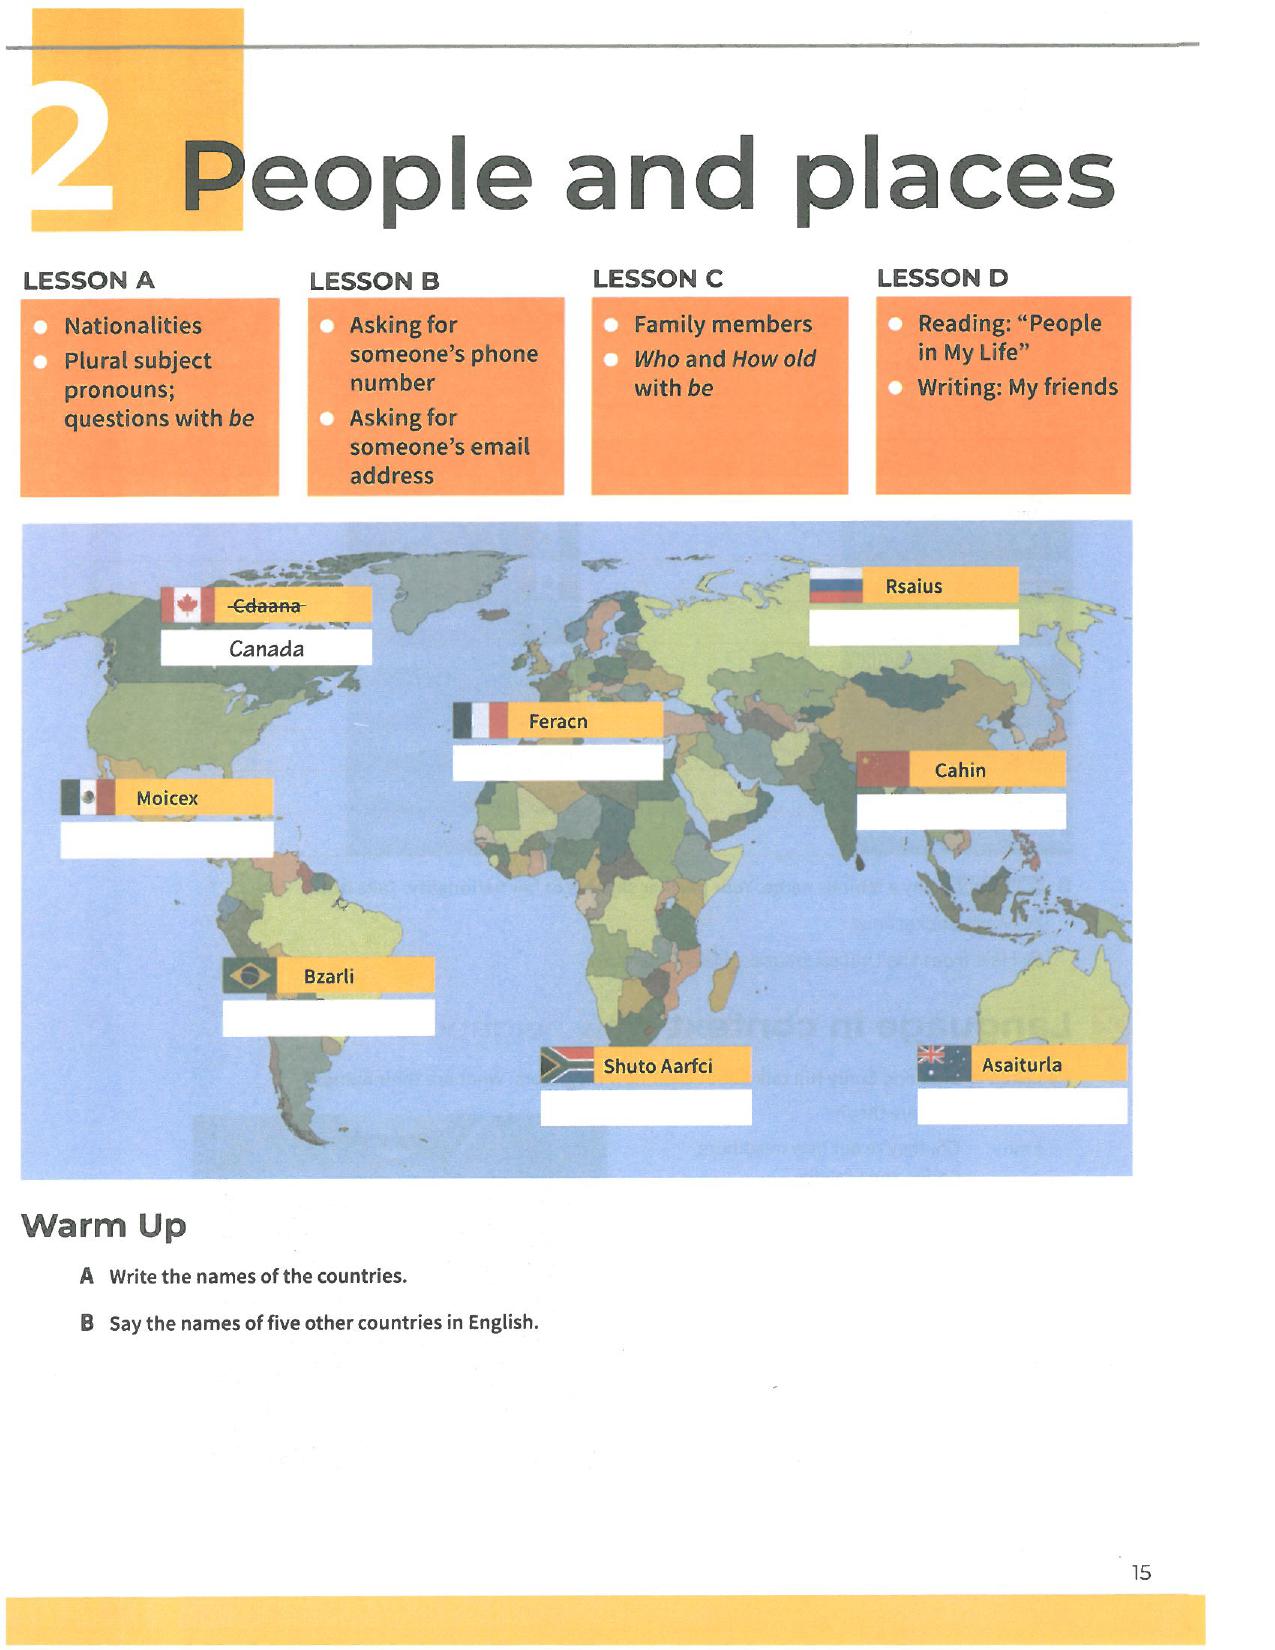 2 People and places
LESSON A
Nationalities
Plural subject
pronouns;
questions with be
LESSON B
Asking for
someone's phone
number
Asking for
someone's email
address
LESSON C
Family members
Who and How old
with be
LESSON D
Reading: "People
in My Life"
Writing: My friends
Cdaana
Canada
Rsaius
Feracn
Cahin
Moicex
Bzarli
Shuto Aarfci
Asaiturla
Warm Up
A Write the names of the countries.
B Say the names of five other countries in English.
15